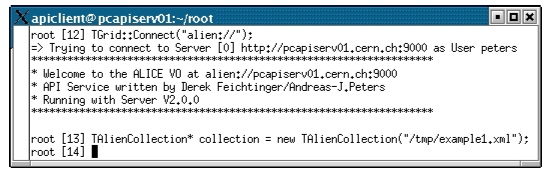 apiclient@pcapiserv01:~/root
root [12] TGrid::Connect("alien://");
=> Trying to connect to Server [0] http://pcapiserv01.cern.ch:9000 as User peters
********************************************************************
* Welcome to the ALICE VO at alien://pcapiserv01.cern.ch:9000
* API Service written by Derek Feichtinger/Andreas-J.Peters
* Running with Server V2.0.0
********************************************************************
root [13] TAlienCollection* collection = new TAlienCollection("/tmp/example1.xml");
root [14]